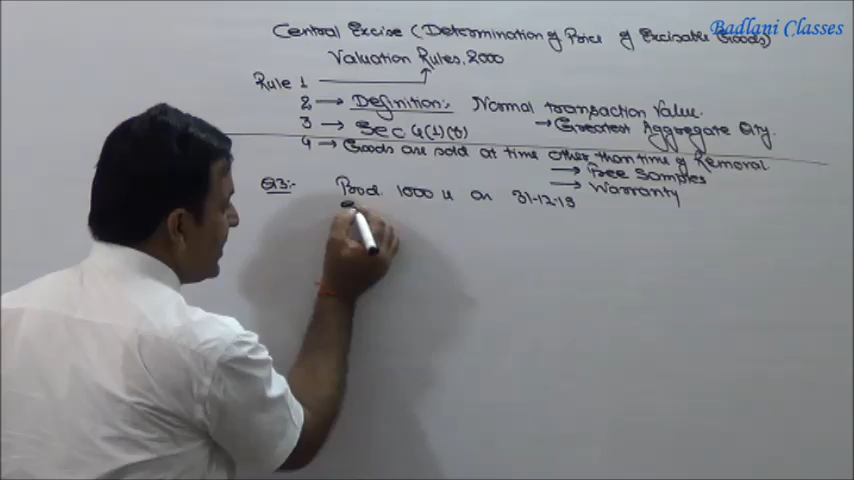 Badlani Classes
Central Excise (Determination of Price of Excisable Goods)
Valuation Rules, 2000
Rule 1
2 → Definition:- Normal transaction Value.
→ Greatest Aggregate Qty.
3 → Sec 4(1)(b)
4 → Goods are sold at time other than time of Removal
→ Free Samples
→ Warranty
Q3:- Prod. 1000 u on 31-12-13